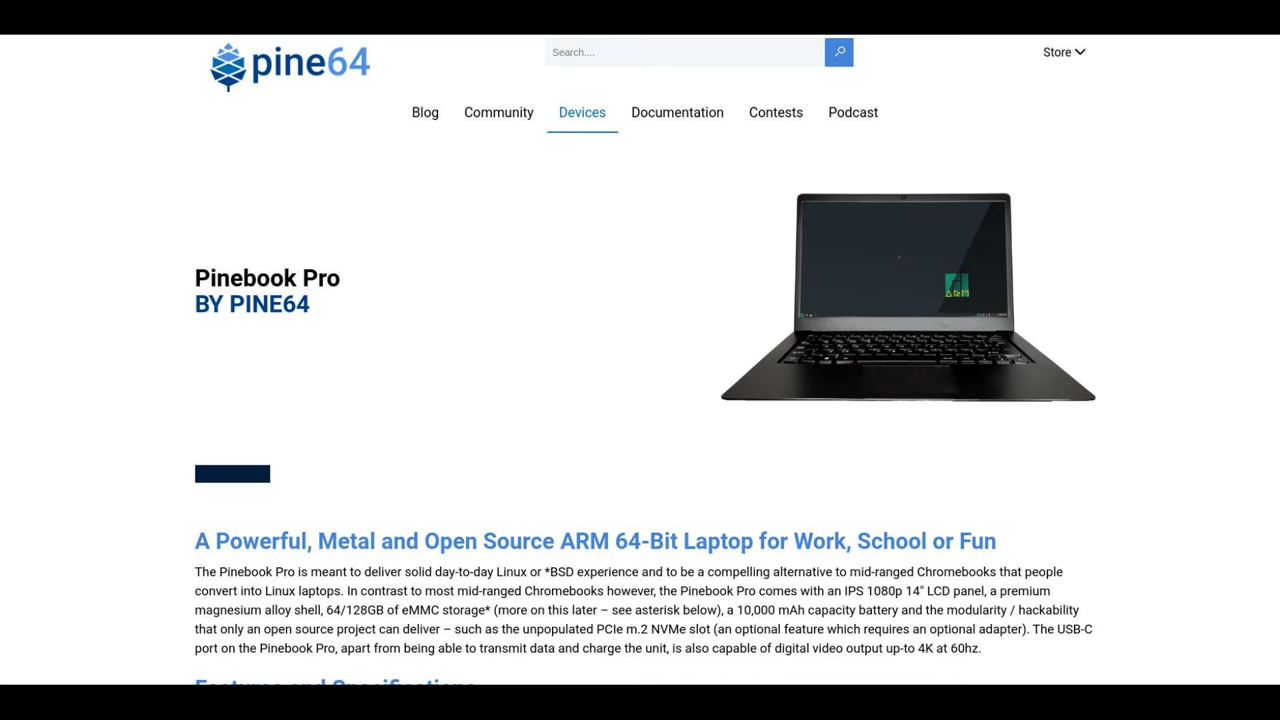 pine64
Search....
Store
Blog Community Devices Documentation Contests Podcast
ARM
Pinebook Pro
BY PINE64
A Powerful, Metal and Open Source ARM 64-Bit Laptop for Work, School or Fun
The Pinebook Pro is meant to deliver solid day-to-day Linux or *BSD experience and to be a compelling alternative to mid-ranged Chromebooks that people
convert into Linux laptops. In contrast to most mid-ranged Chromebooks however, the Pinebook Pro comes with an IPS 1080p 14″ LCD panel, a premium
magnesium alloy shell, 64/128GB of eMMC storage* (more on this later – see asterisk below), a 10,000 mAh capacity battery and the modularity / hackability
that only an open source project can deliver – such as the unpopulated PCIe m.2 NVMe slot (an optional feature which requires an optional adapter). The USB-C
port on the Pinebook Pro, apart from being able to transmit data and charge the unit, is also capable of digital video output up-to 4K at 60hz.
Features and Specifications